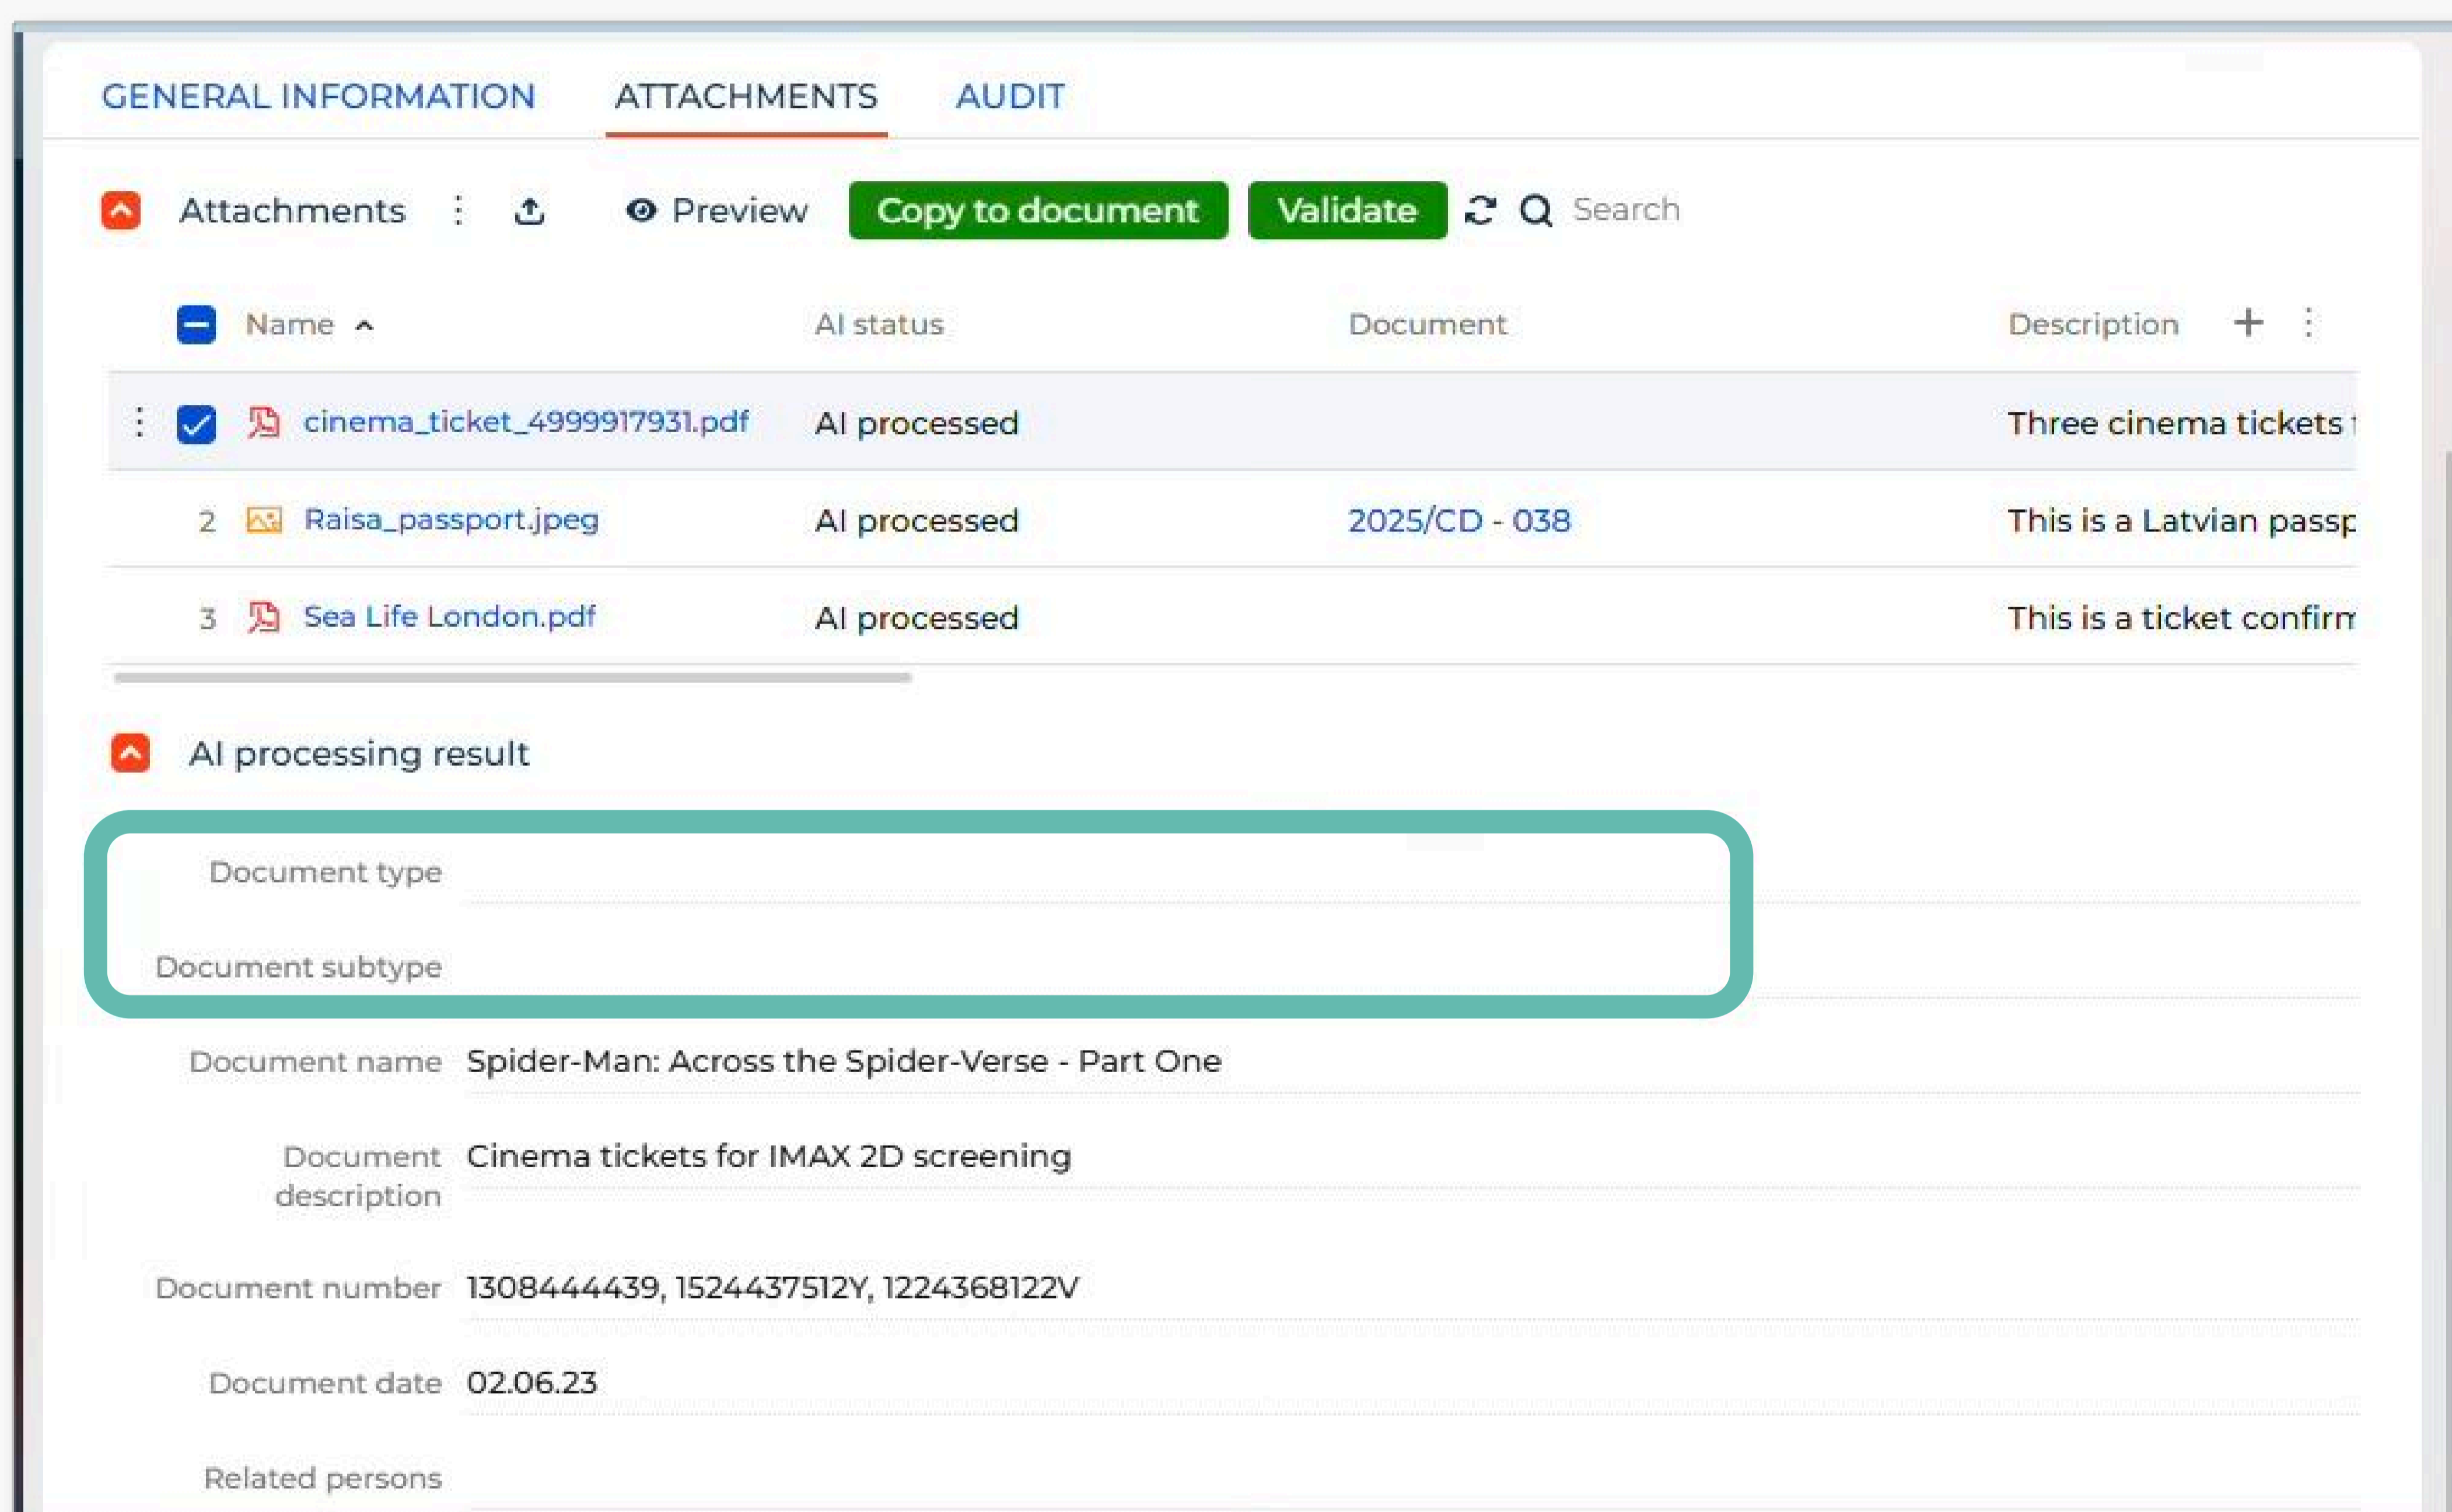 GENERAL INFORMATION ATTACHMENTS AUDIT
Attachments Preview Copy to document Validate Search
Name AI status Document Description
cinema_ticket_4999917931.pdf AI processed Three cinema tickets
2 Raisa_passport.jpeg AI processed 2025/CD - 038 This is a Latvian
3 Sea Life London.pdf AI processed This is a ticket
AI processing result
Document type
Document subtype
Document name Spider-Man: Across the Spider-Verse - Part One
Document Cinema tickets for IMAX 2D screening
description
Document number 1308444439, 1524437512Y, 1224368122V
Document date 02.06.23
Related persons